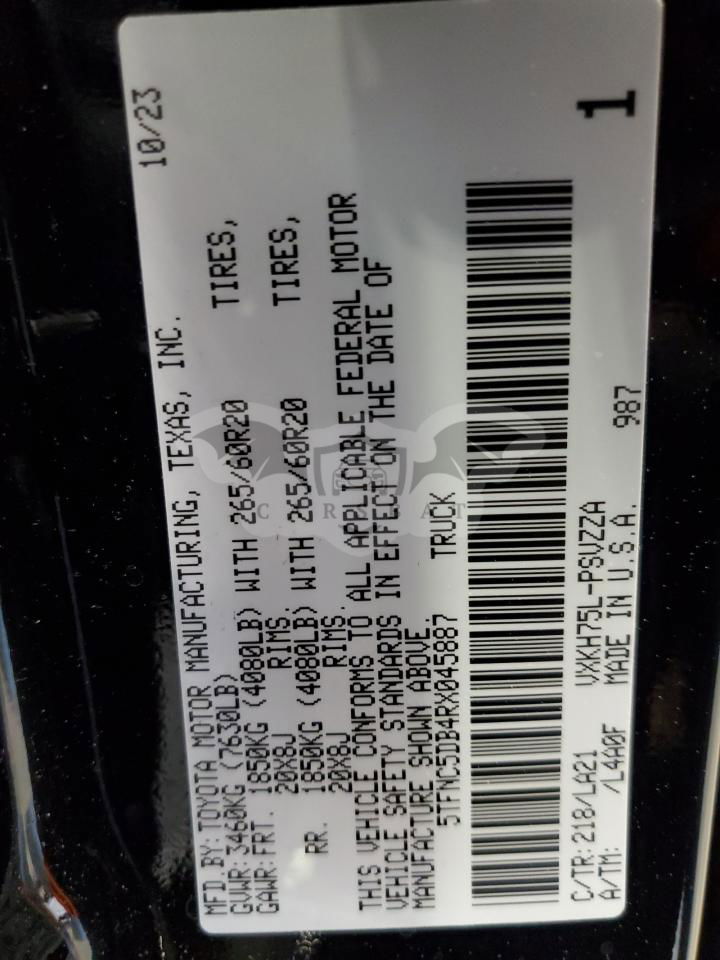 MFD.BY:TOYOTA MOTOR MANUFACTURING, TEXAS, INC. 10/23
GVWR:3460KG (7630LB)
GAWR:FRT. 1850KG (4080LB) WITH 265/60R20 TIRES,
20X8J RIMS.
RR. 1850KG (4080LB) WITH 265/60R20 TIRES,
20X8J RIMS.
THIS VEHICLE CONFORMS TO ALL APPLICABLE FEDERAL MOTOR
VEHICLE SAFETY STANDARDS IN EFFECT ON THE DATE OF
MANUFACTURE SHOWN ABOVE.
5TFNC5DB4RX045887 TRUCK
C/TR:218/LA21 VXKH75L-PSVZZA
A/TM: /L4A0F MADE IN U.S.A. 987
1
CARSBAT